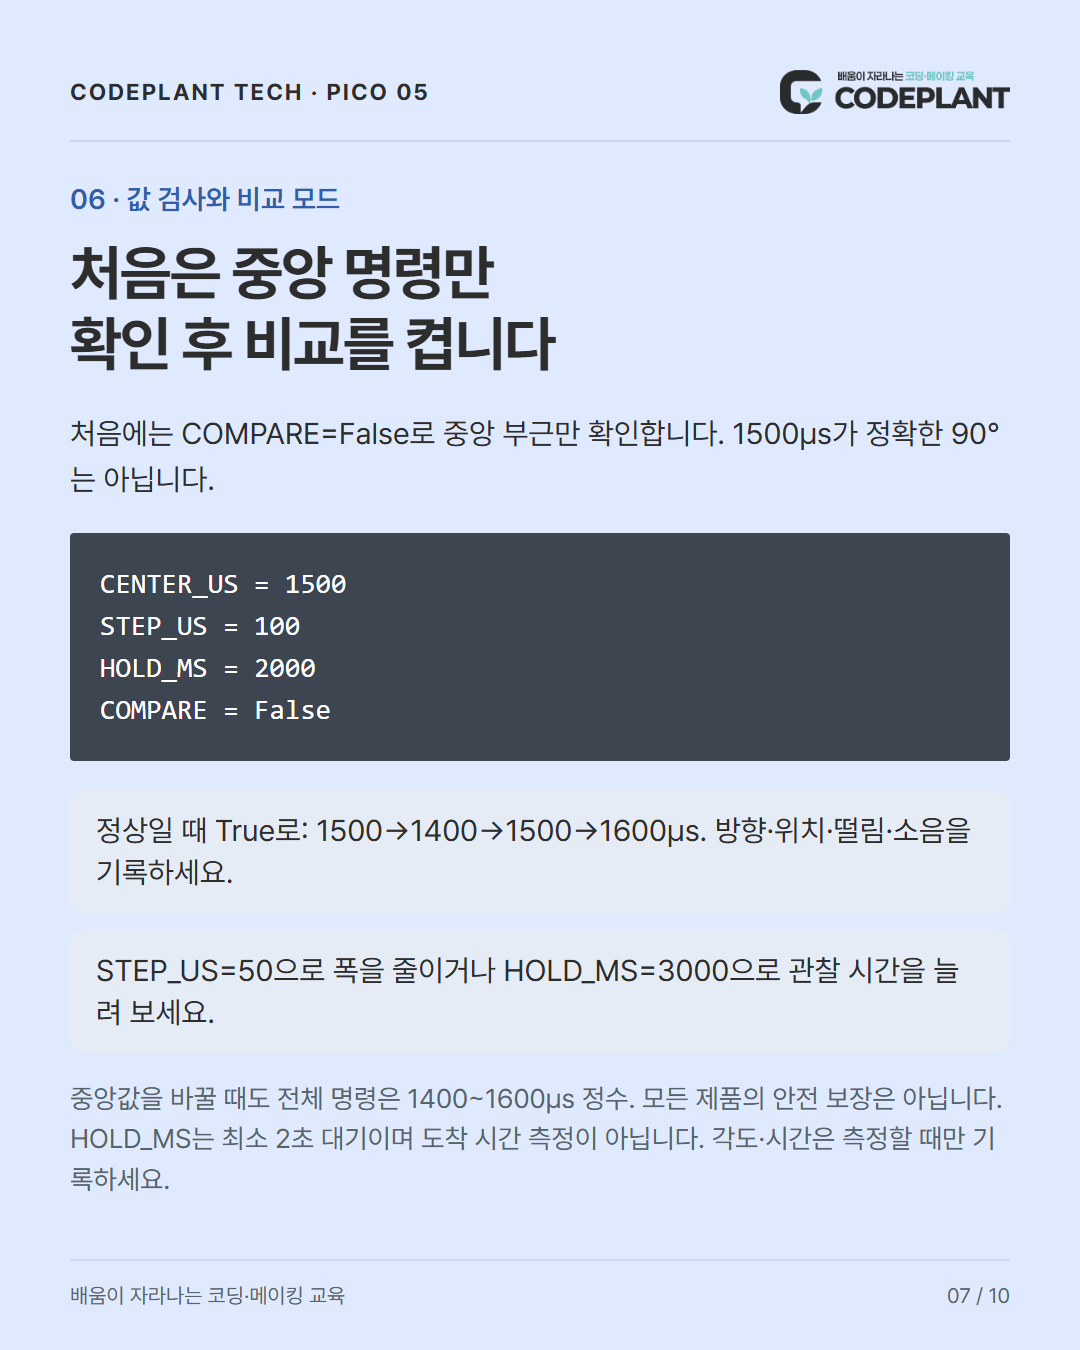 CODEPLANT TECH · PICO 05
배움이 자라나는 코딩·메이킹 교육
CODEPLANT
06 · 값 검사와 비교 모드
처음은 중앙 명령만
확인 후 비교를 켭니다
처음에는 COMPARE=False로 중앙 부근만 확인합니다. 1500μs가 정확한 90°
는 아닙니다.
CENTER_US = 1500
STEP_US = 100
HOLD_MS = 2000
COMPARE = False
정상일 때 True로: 1500→1400→1500→1600μs. 방향·위치·떨림·소음을
기록하세요.
STEP_US=50으로 폭을 줄이거나 HOLD_MS=3000으로 관찰 시간을 늘
려 보세요.
중앙값을 바꿀 때도 전체 명령은 1400~1600μs 정수. 모든 제품의 안전 보장은 아닙니다.
HOLD_MS는 최소 2초 대기이며 도착 시간 측정이 아닙니다. 각도·시간은 측정할 때만 기
록하세요.
배움이 자라나는 코딩·메이킹 교육
07 / 10